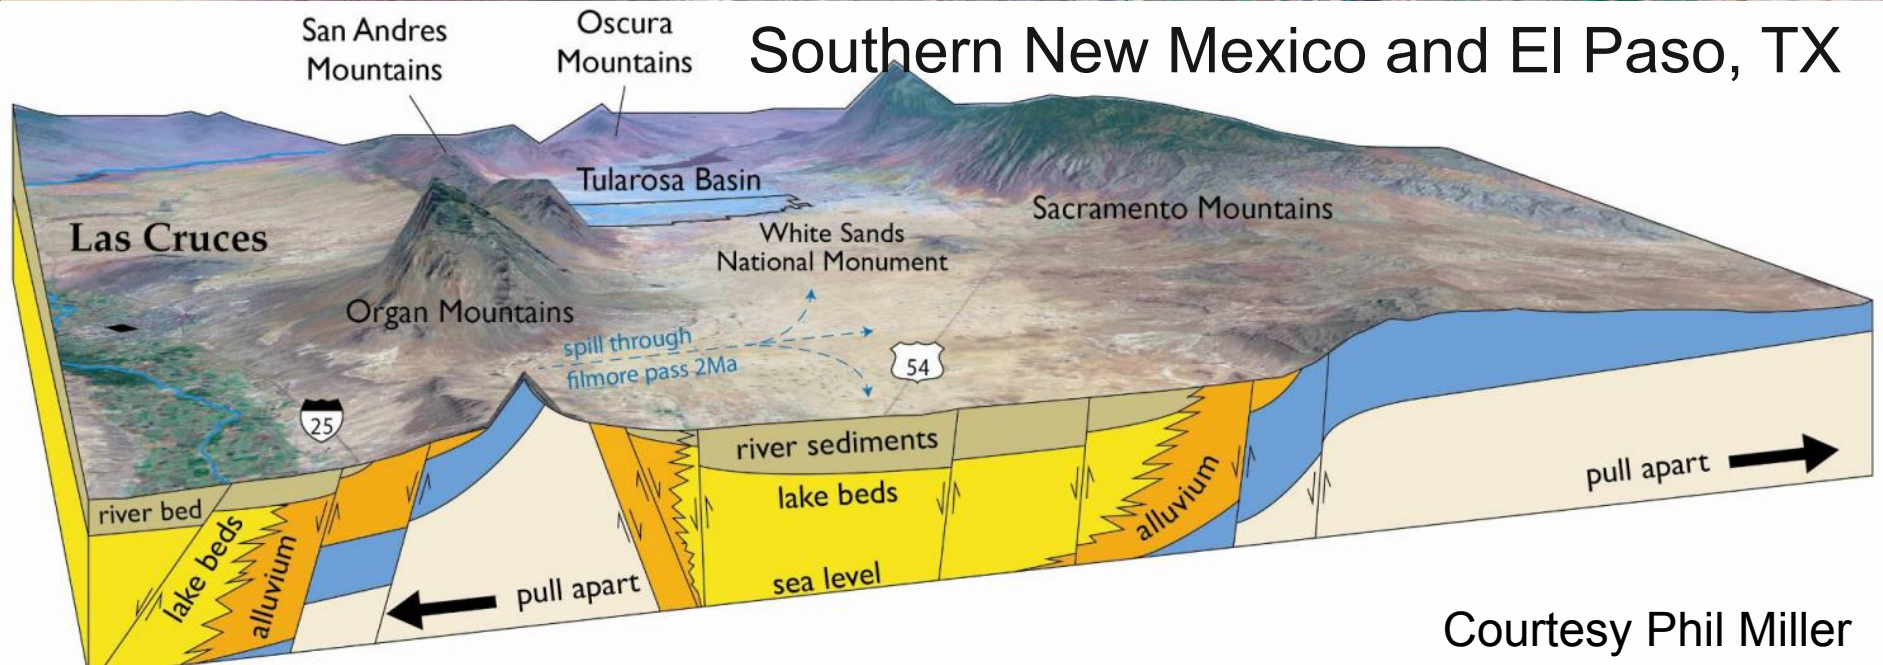 Southern New Mexico and El Paso, TX
San Andres
Mountains
Oscura
Mountains
Tularosa Basin
Sacramento Mountains
White Sands
National Monument
Las Cruces
Organ Mountains
spill through
filmore pass 2Ma
54
25
river bed
lake beds
alluvium
pull apart
river sediments
lake beds
sea level
alluvium
pull apart
Courtesy Phil Miller